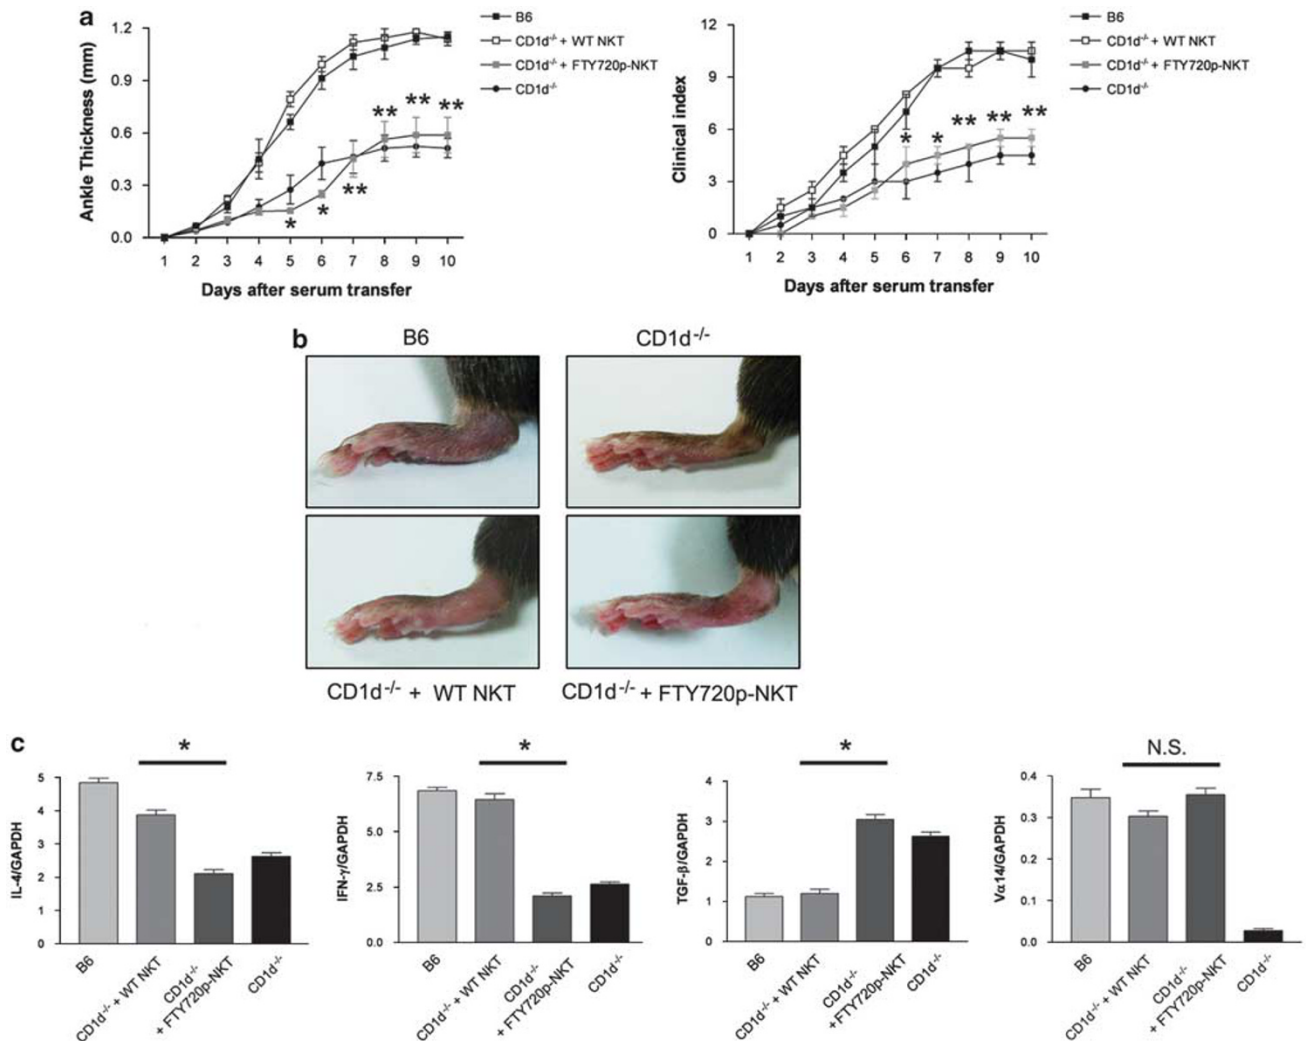 a
1.2
0.9
0.6
0.3
0.0
Ankle Thickness (mm)
1 2 3 4 5 6 7 8 9 10
Days after serum transfer
B6
CD1d-/- + WT NKT
CD1d-/- + FTY720p-NKT
CD1d-/-
** ** **
**
* *
12
9
6
3
0
Clinical index
1 2 3 4 5 6 7 8 9 10
Days after serum transfer
B6
CD1d-/- + WT NKT
CD1d-/- + FTY720p-NKT
CD1d-/-
* * ** ** **
b
B6 CD1d-/-
CD1d-/- + WT NKT CD1d-/- + FTY720p-NKT
c
*
5
4
3
2
1
0
IL-4/GAPDH
B6
CD1d-/- + WT NKT
CD1d-/-
+ FTY720p-NKT
CD1d-/-
*
7.5
5.0
2.5
0.0
IFN-γ/GAPDH
B6
CD1d-/- + WT NKT
CD1d-/-
+ FTY720p-NKT
CD1d-/-
*
4
3
2
1
0
TGF-β/GAPDH
B6
CD1d-/- + WT NKT
CD1d-/-
+ FTY720p-NKT
CD1d-/-
N.S.
0.4
0.3
0.2
0.1
0.0
Vα14/GAPDH
B6
CD1d-/- + WT NKT
CD1d-/-
+ FTY720p-NKT
CD1d-/-